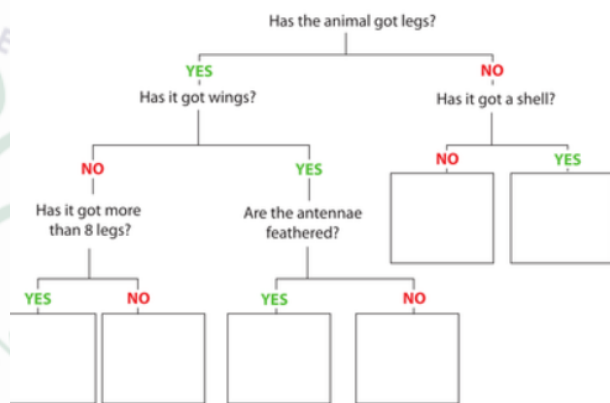 Has the animal got legs?
YES
NO
Has it got wings?
Has it got a shell?
NO
YES
NO
YES
Has it got more
than 8 legs?
Are the antennae
feathered?
YES
NO
YES
NO